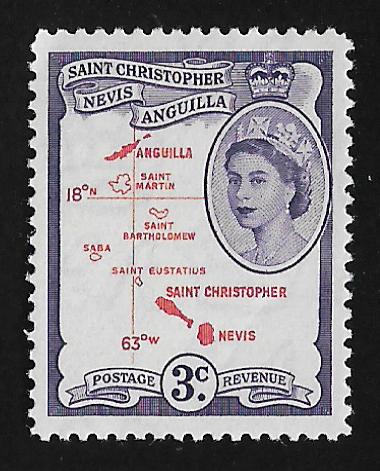 SAINT CHRISTOPHER
NEVIS ANGUILLA
ANGUILLA
SAINT
MARTIN
18°N
SAINT
BARTHOLOMEW
SABA
SAINT EUSTATIUS
SAINT CHRISTOPHER
NEVIS
63°W
POSTAGE 3c. REVENUE